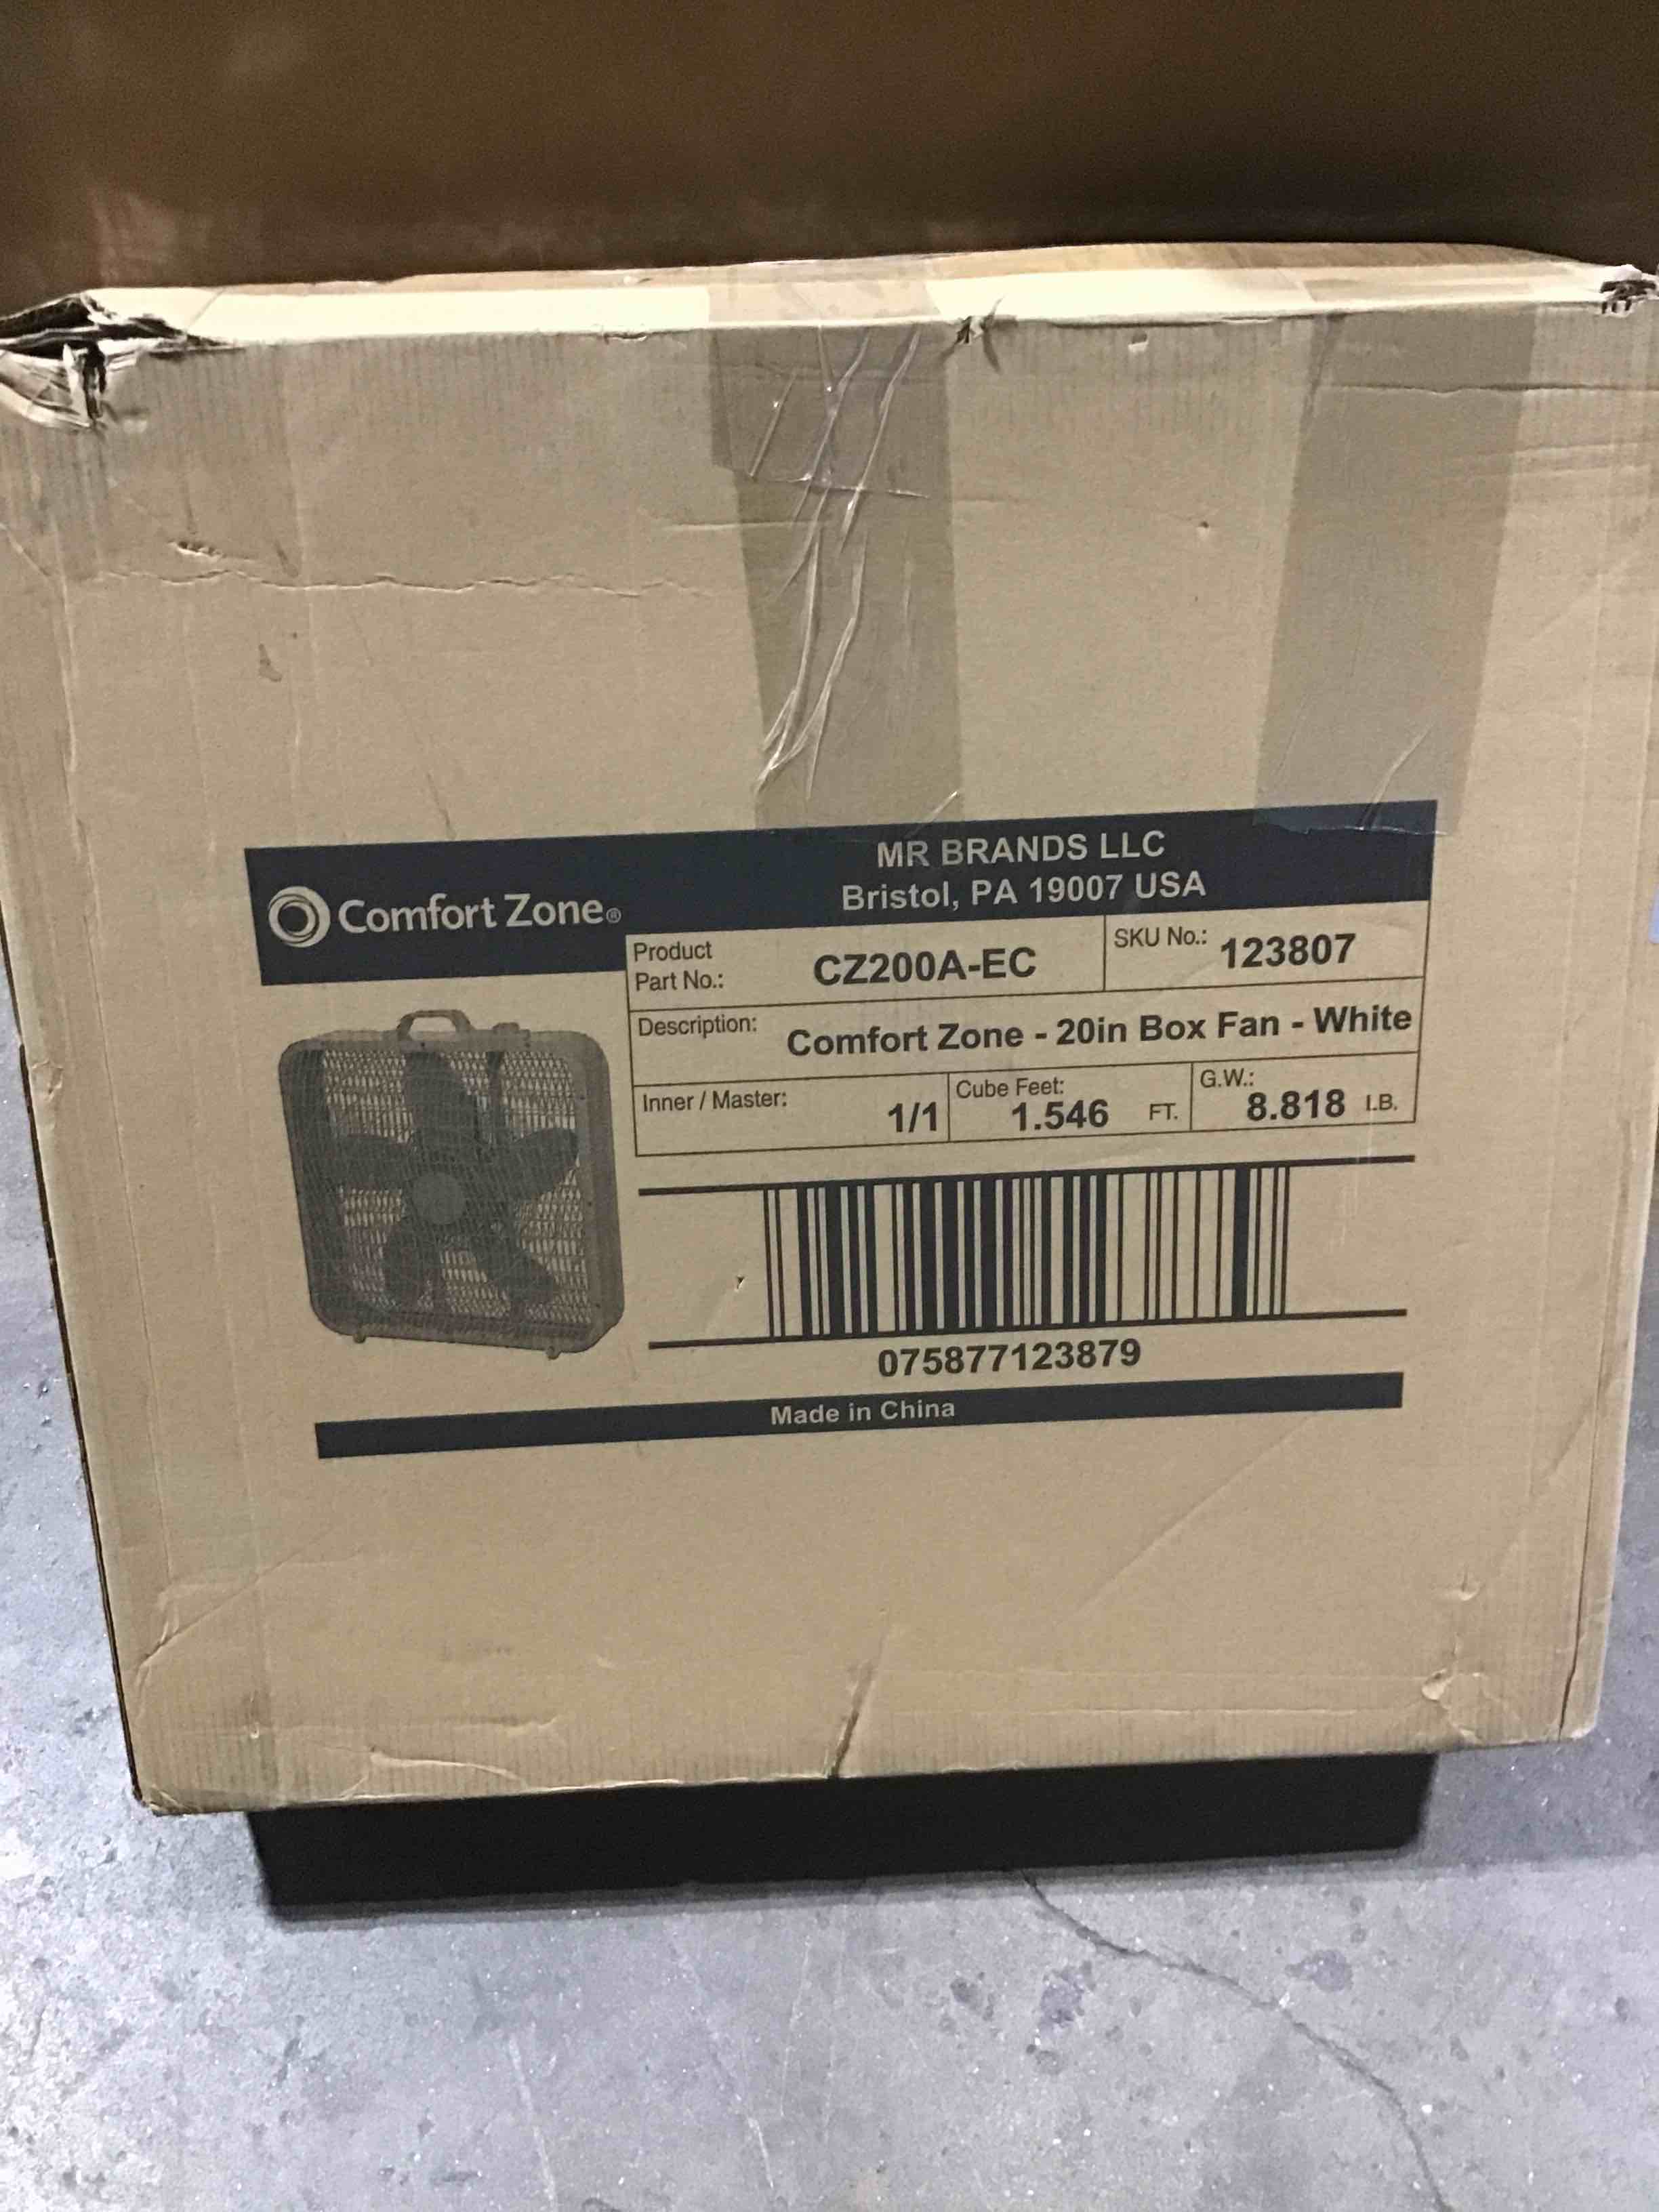 MR BRANDS LLC
Bristol, PA 19007 USA
Comfort Zone®
Product
Part No.: CZ200A-EC
SKU No.: 123807
Description: Comfort Zone - 20in Box Fan - White
Inner / Master: 1/1
Cube Feet:
1.546 FT.
G.W.:
8.818 LB.
075877123879
Made in China